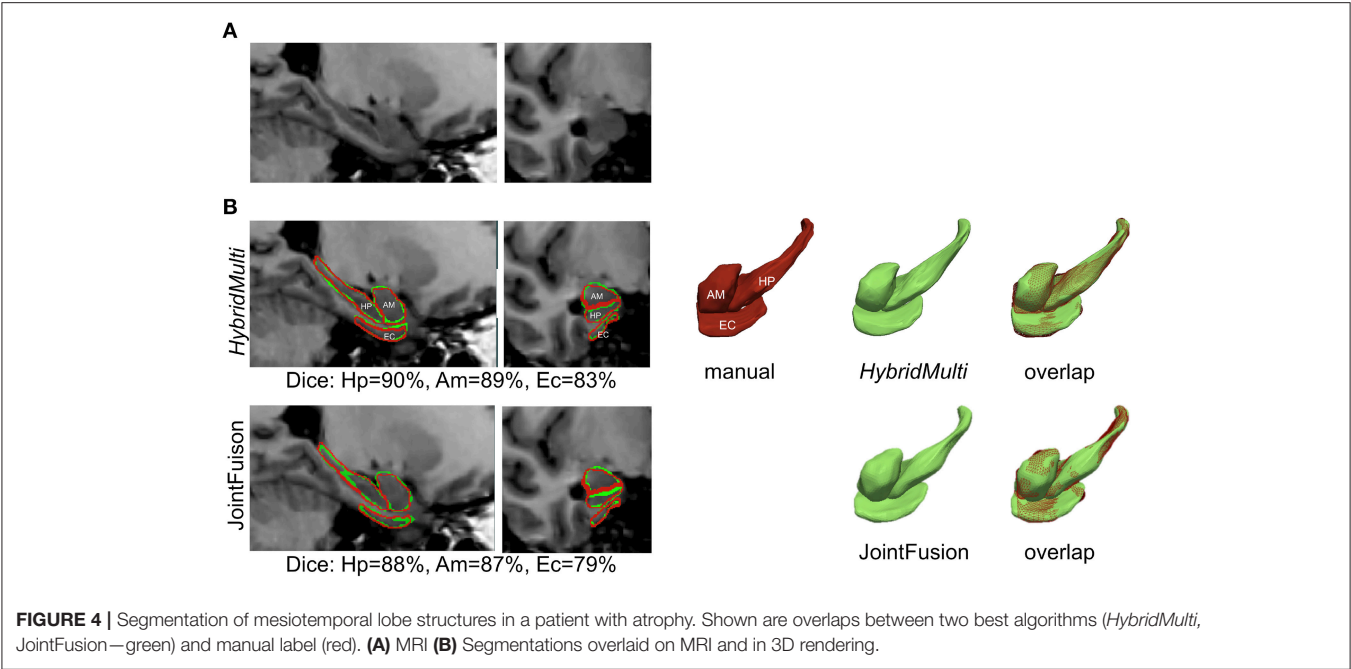 A
B
HybridMulti
HP
AM
EC
AM
HP
EC
Dice: Hp=90%, Am=89%, Ec=83%
AM
HP
EC
manual
HybridMulti
overlap
JointFuison
Dice: Hp=88%, Am=87%, Ec=79%
JointFusion
overlap
FIGURE 4 | Segmentation of mesiotemporal lobe structures in a patient with atrophy. Shown are overlaps between two best algorithms (HybridMulti,
JointFusion—green) and manual label (red). (A) MRI (B) Segmentations overlaid on MRI and in 3D rendering.